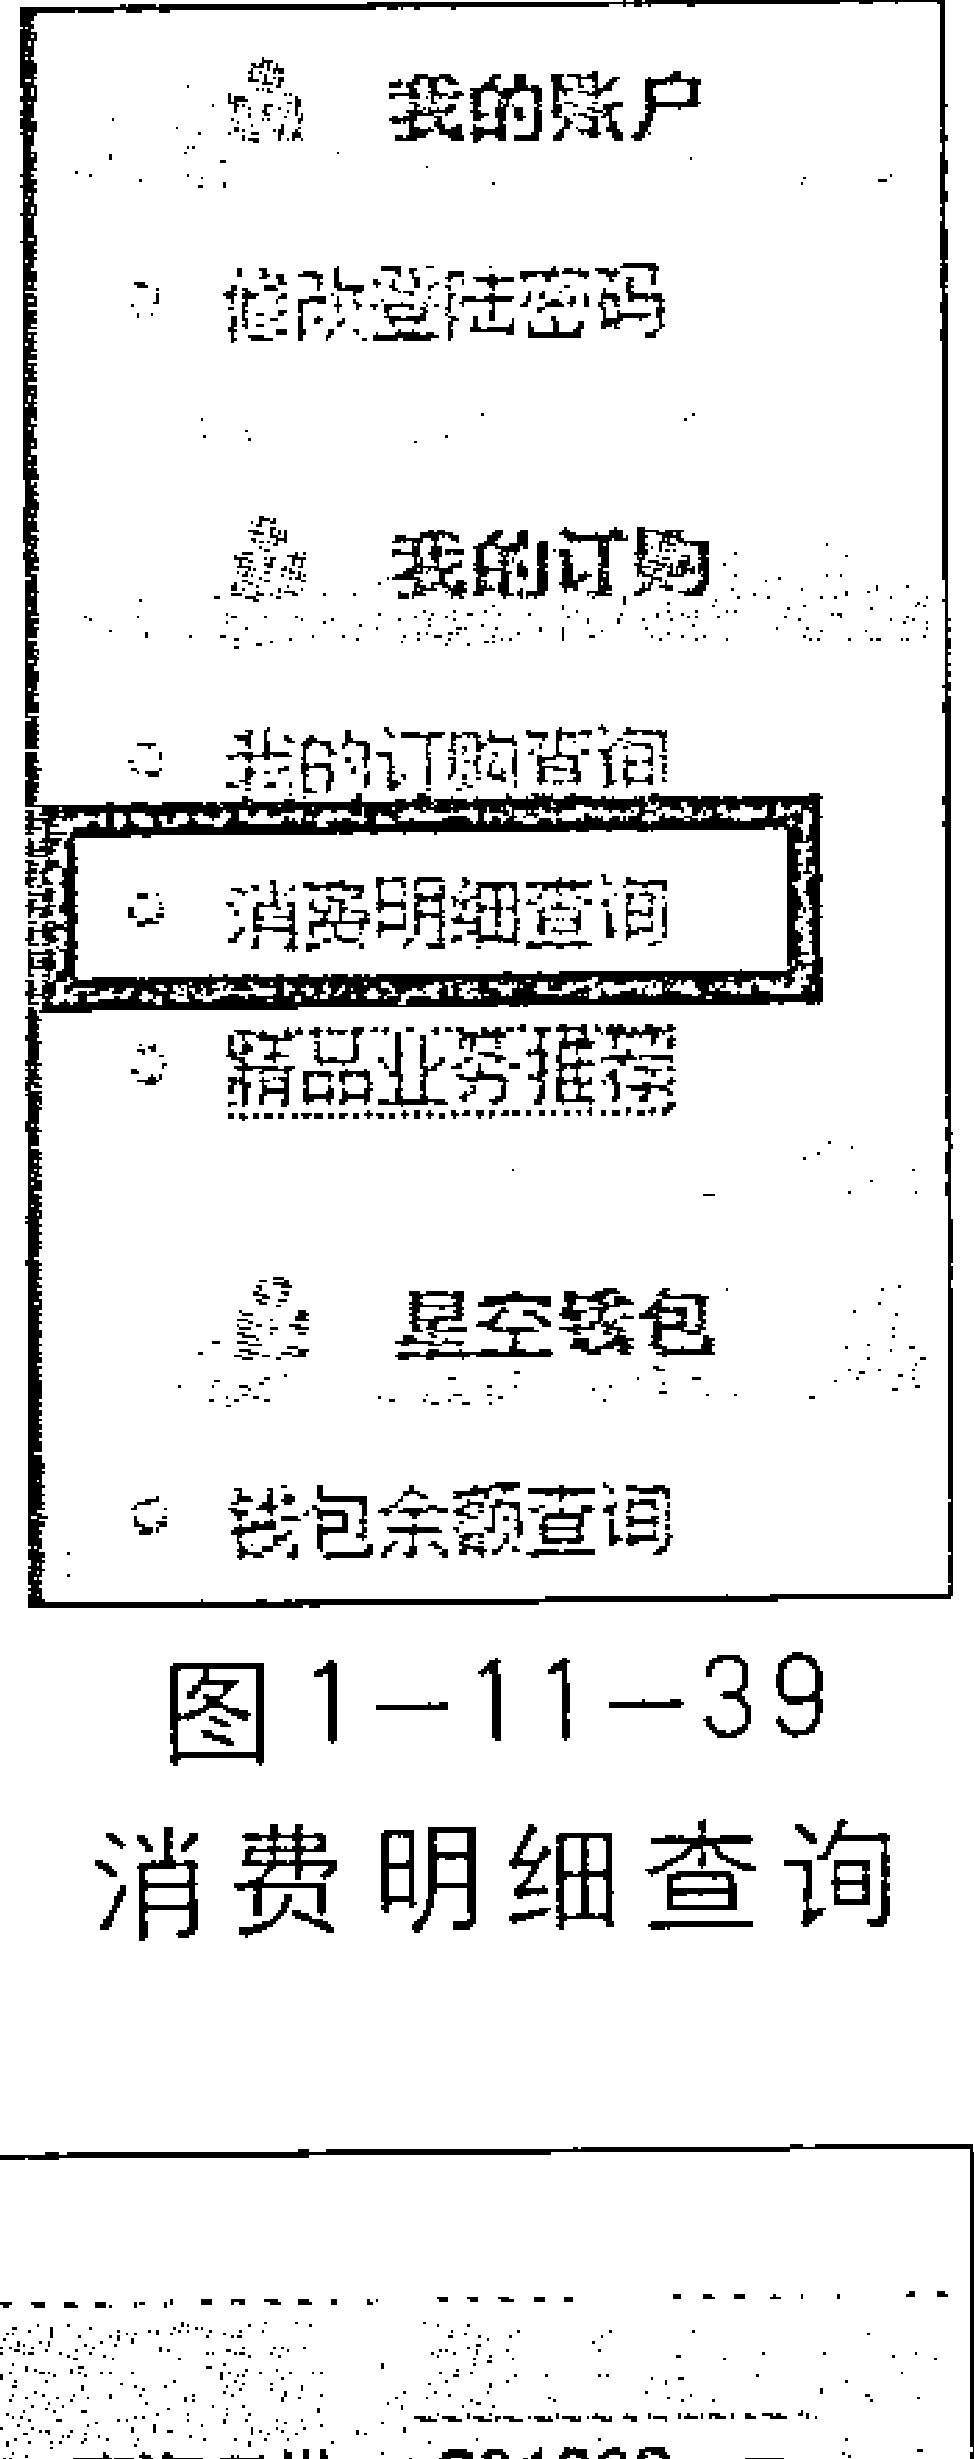 我的账户
修改登陆密码
我的订购
我的订购查询
消费明细查询
精品业务推荐
星空钱包
钱包余额查询
图1-11-39
消费明细查询